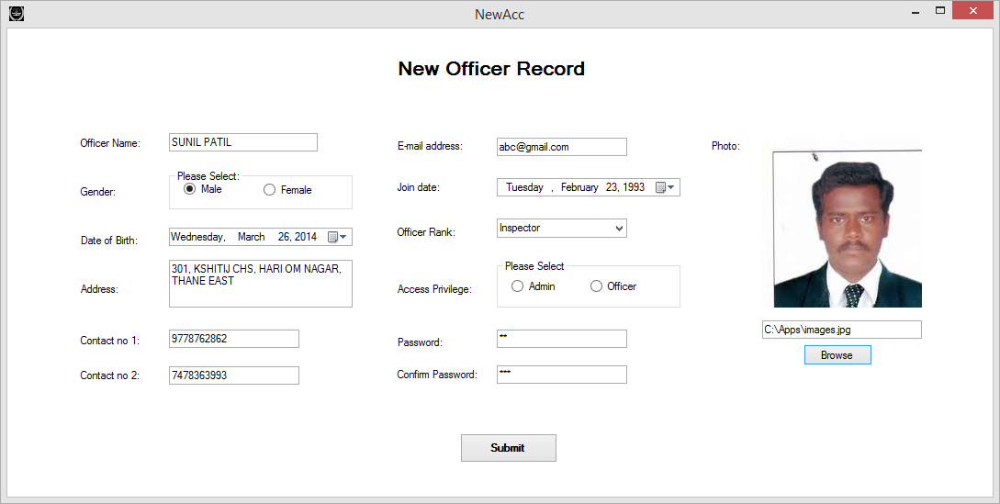 NewAcc
New Officer Record
Officer Name: SUNIL PATIL
Gender: Please Select: Male Female
Date of Birth: Wednesday, March 26, 2014
Address: 301, KSHITIJ CHS, HARI OM NAGAR,
THANE EAST
Contact no 1: 9778762862
Contact no 2: 7478363993
E-mail address: abc@gmail.com
Join date: Tuesday , February 23, 1993
Officer Rank: Inspector
Access Privilege: Please Select Admin Officer
Password: **
Confirm Password: ***
Photo:
C:\Apps\images.jpg
Browse
Submit